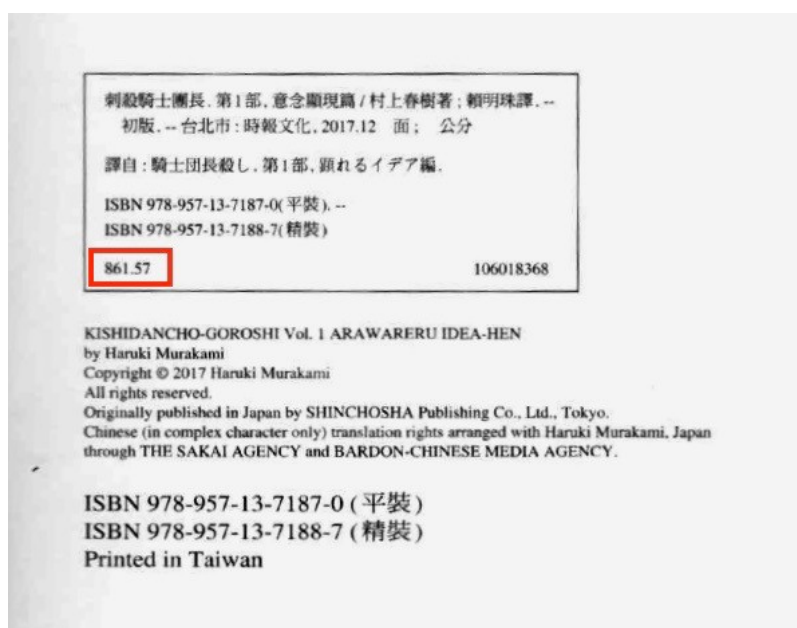 刺殺騎士團長. 第1部, 意念顯現篇 / 村上春樹著 ; 賴明珠譯. --
初版. -- 台北市 : 時報文化, 2017.12 面 ; 公分
譯自 : 騎士団長殺し. 第1部, 顕れるイデア編.
ISBN 978-957-13-7187-0(平裝). --
ISBN 978-957-13-7188-7(精裝)
861.57 106018368
KISHIDANCHO-GOROSHI Vol. 1 ARAWARERU IDEA-HEN
by Haruki Murakami
Copyright © 2017 Haruki Murakami
All rights reserved.
Originally published in Japan by SHINCHOSHA Publishing Co., Ltd., Tokyo.
Chinese (in complex character only) translation rights arranged with Haruki Murakami, Japan
through THE SAKAI AGENCY and BARDON-CHINESE MEDIA AGENCY.
ISBN 978-957-13-7187-0 (平裝)
ISBN 978-957-13-7188-7 (精裝)
Printed in Taiwan